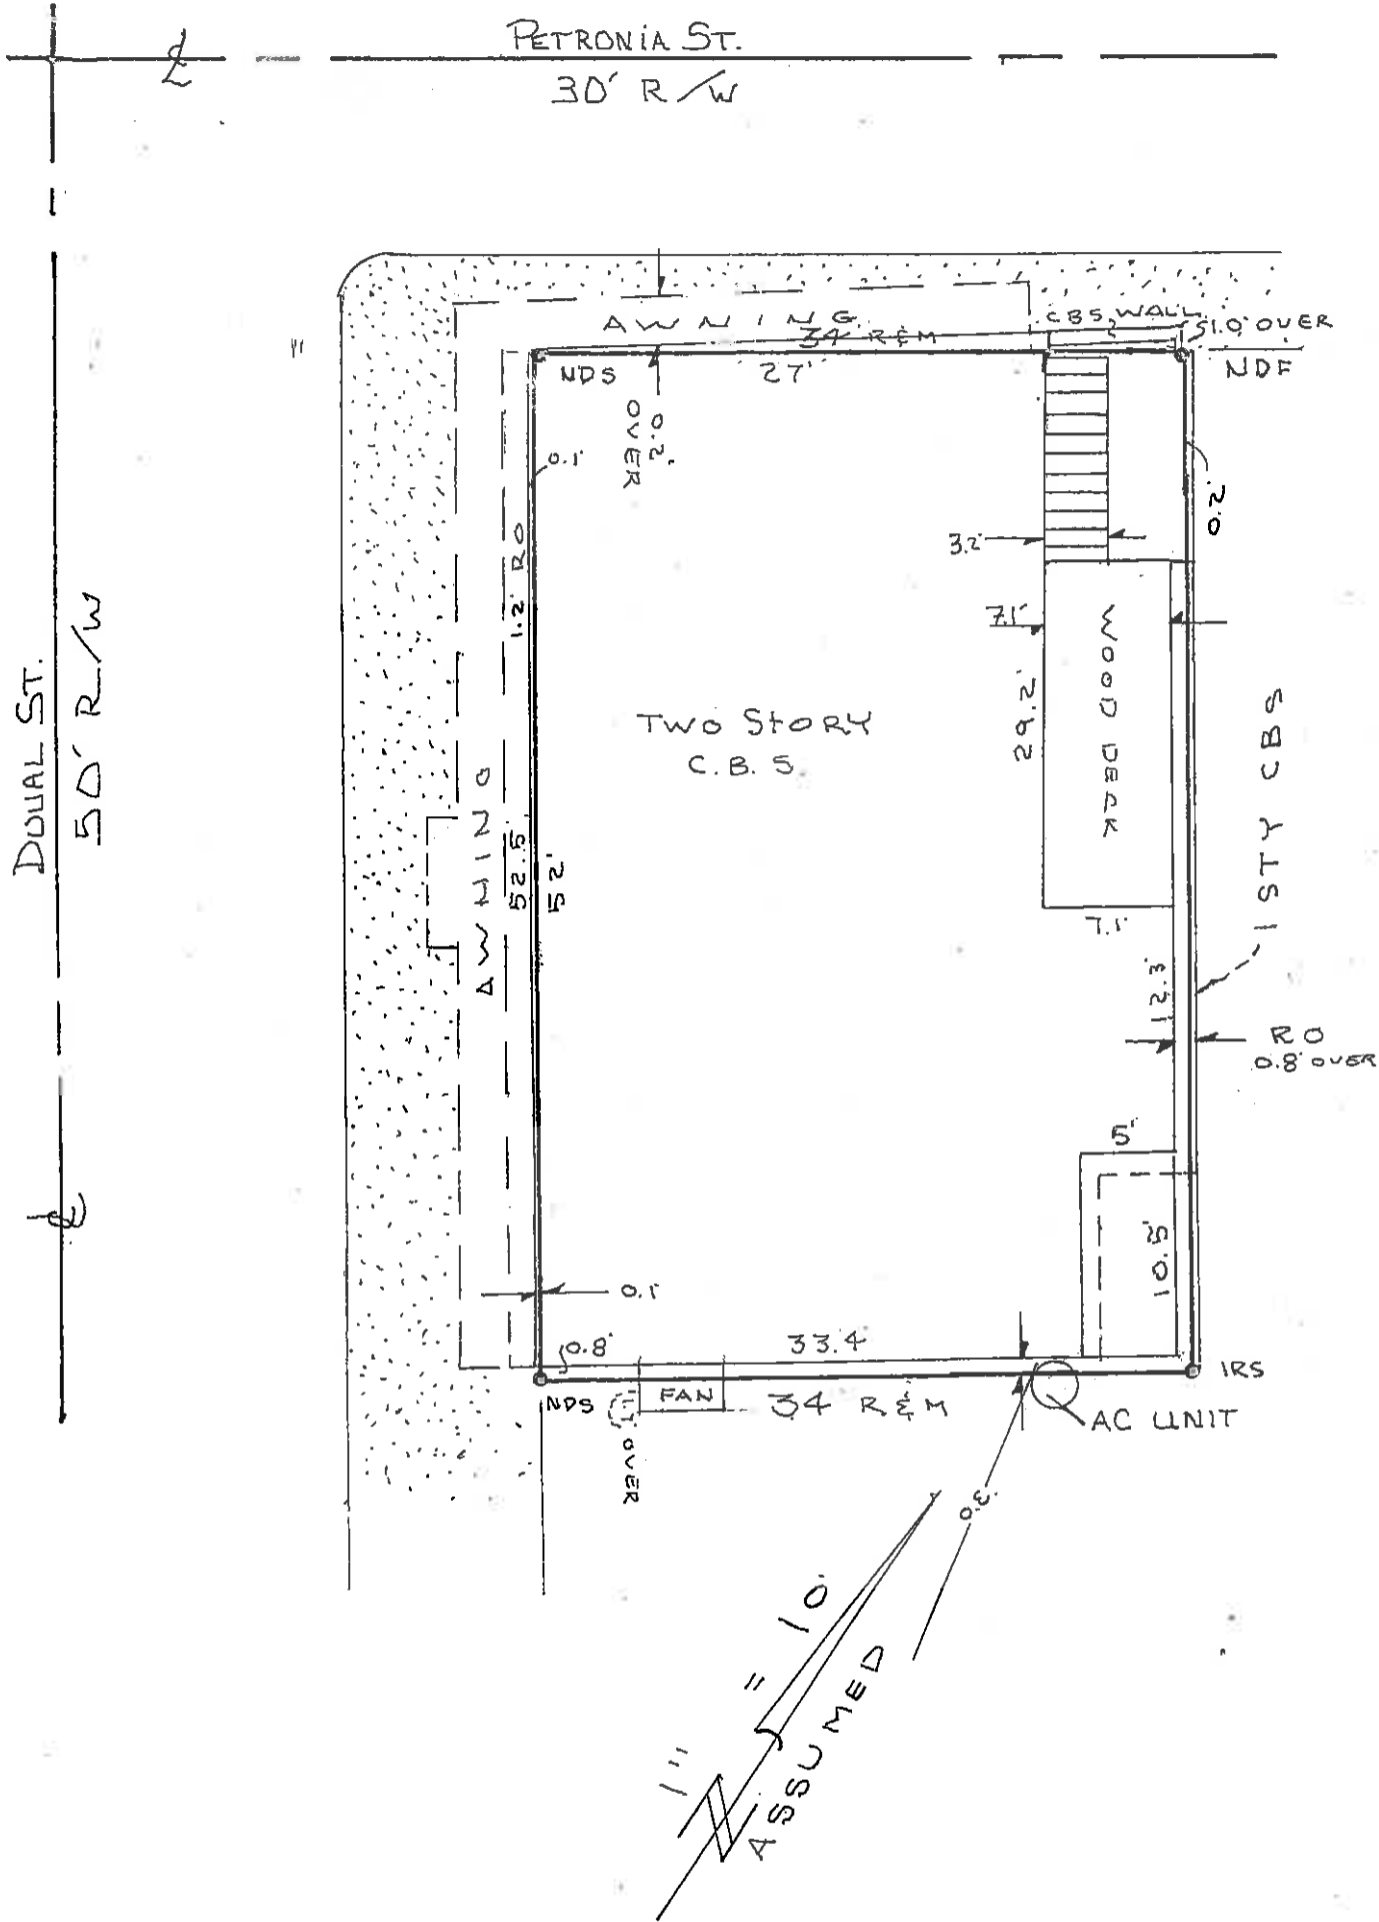 PETRONIA ST.
30' R/W
℄
AWNING
34 R&M
CBS WALL
1.0' OVER
NDS
27'
NDF
2.0' OVER
0.1'
0.2'
1.2' RO
3.2'
7.1'
WOOD DECK
29.2'
DUVAL ST.
50' R/W
TWO STORY
C.B.S.
1 STY CBS
AWNING
52.5
52'
7.1'
12.3'
RO
0.8' OVER
5'
10.5'
℄
0.1'
0.8'
33.4
IRS
NDS
FAN
34 R&M
AC UNIT
OVER
1" = 10'
N
ASSUMED